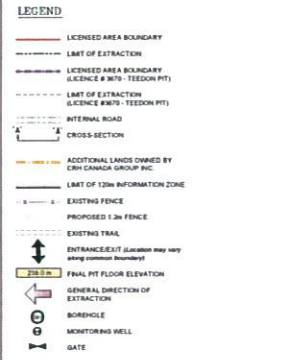 LEGEND
LICENSED AREA BOUNDARY
LIMIT OF EXTRACTION
LICENSED AREA BOUNDARY
(LICENCE # 3670 - TEEDON PIT)
LIMIT OF EXTRACTION
(LICENCE #3670 - TEEDON PIT)
INTERNAL ROAD
CROSS-SECTION
ADDITIONAL LANDS OWNED BY
CRH CANADA GROUP INC.
LIMIT OF 120m INFORMATION ZONE
EXISTING FENCE
PROPOSED 1.2m FENCE
EXISTING TRAIL
ENTRANCE/EXIT (Location may vary
along common boundary)
FINAL PIT FLOOR ELEVATION
GENERAL DIRECTION OF
EXTRACTION
BOREHOLE
MONITORING WELL
GATE